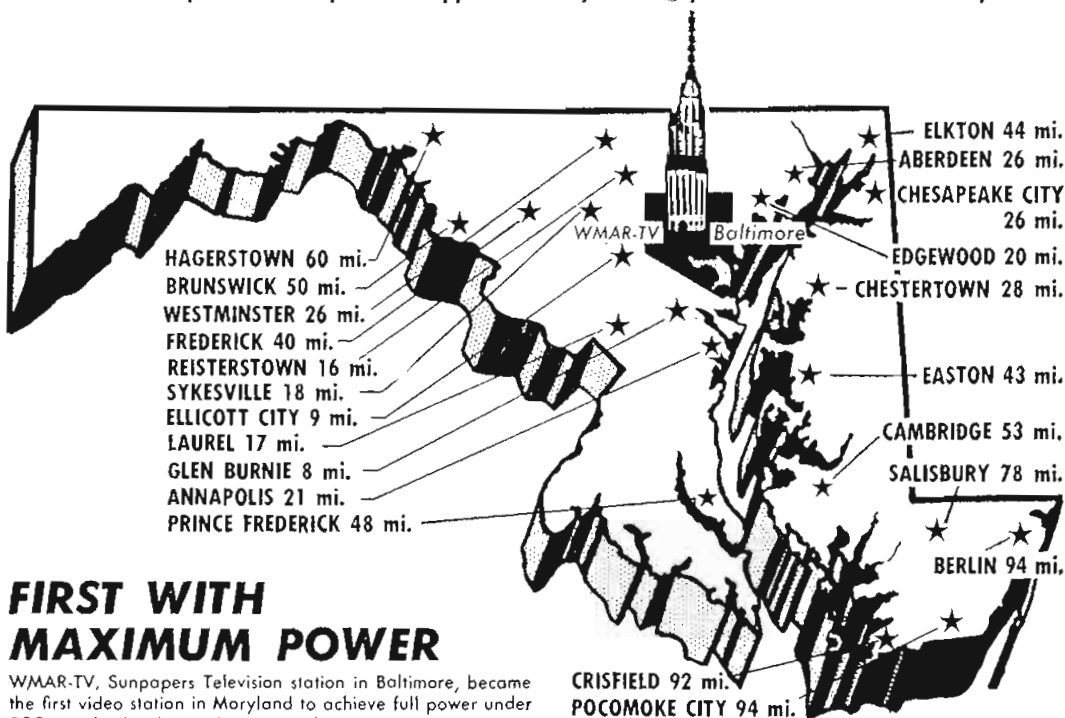 WMAR-TV Baltimore
ELKTON 44 mi.
ABERDEEN 26 mi.
CHESAPEAKE CITY
26 mi.
EDGEWOOD 20 mi.
CHESTERTOWN 28 mi.
EASTON 43 mi.
CAMBRIDGE 53 mi.
SALISBURY 78 mi.
BERLIN 94 mi.
HAGERSTOWN 60 mi.
BRUNSWICK 50 mi.
WESTMINSTER 26 mi.
FREDERICK 40 mi.
REISTERSTOWN 16 mi.
SYKESVILLE 18 mi.
ELLICOTT CITY 9 mi.
LAUREL 17 mi.
GLEN BURNIE 8 mi.
ANNAPOLIS 21 mi.
PRINCE FREDERICK 48 mi.
CRISFIELD 92 mi.
POCOMOKE CITY 94 mi.
FIRST WITH
MAXIMUM POWER
WMAR-TV, Sunpapers Television station in Baltimore, became
the first video station in Maryland to achieve full power under